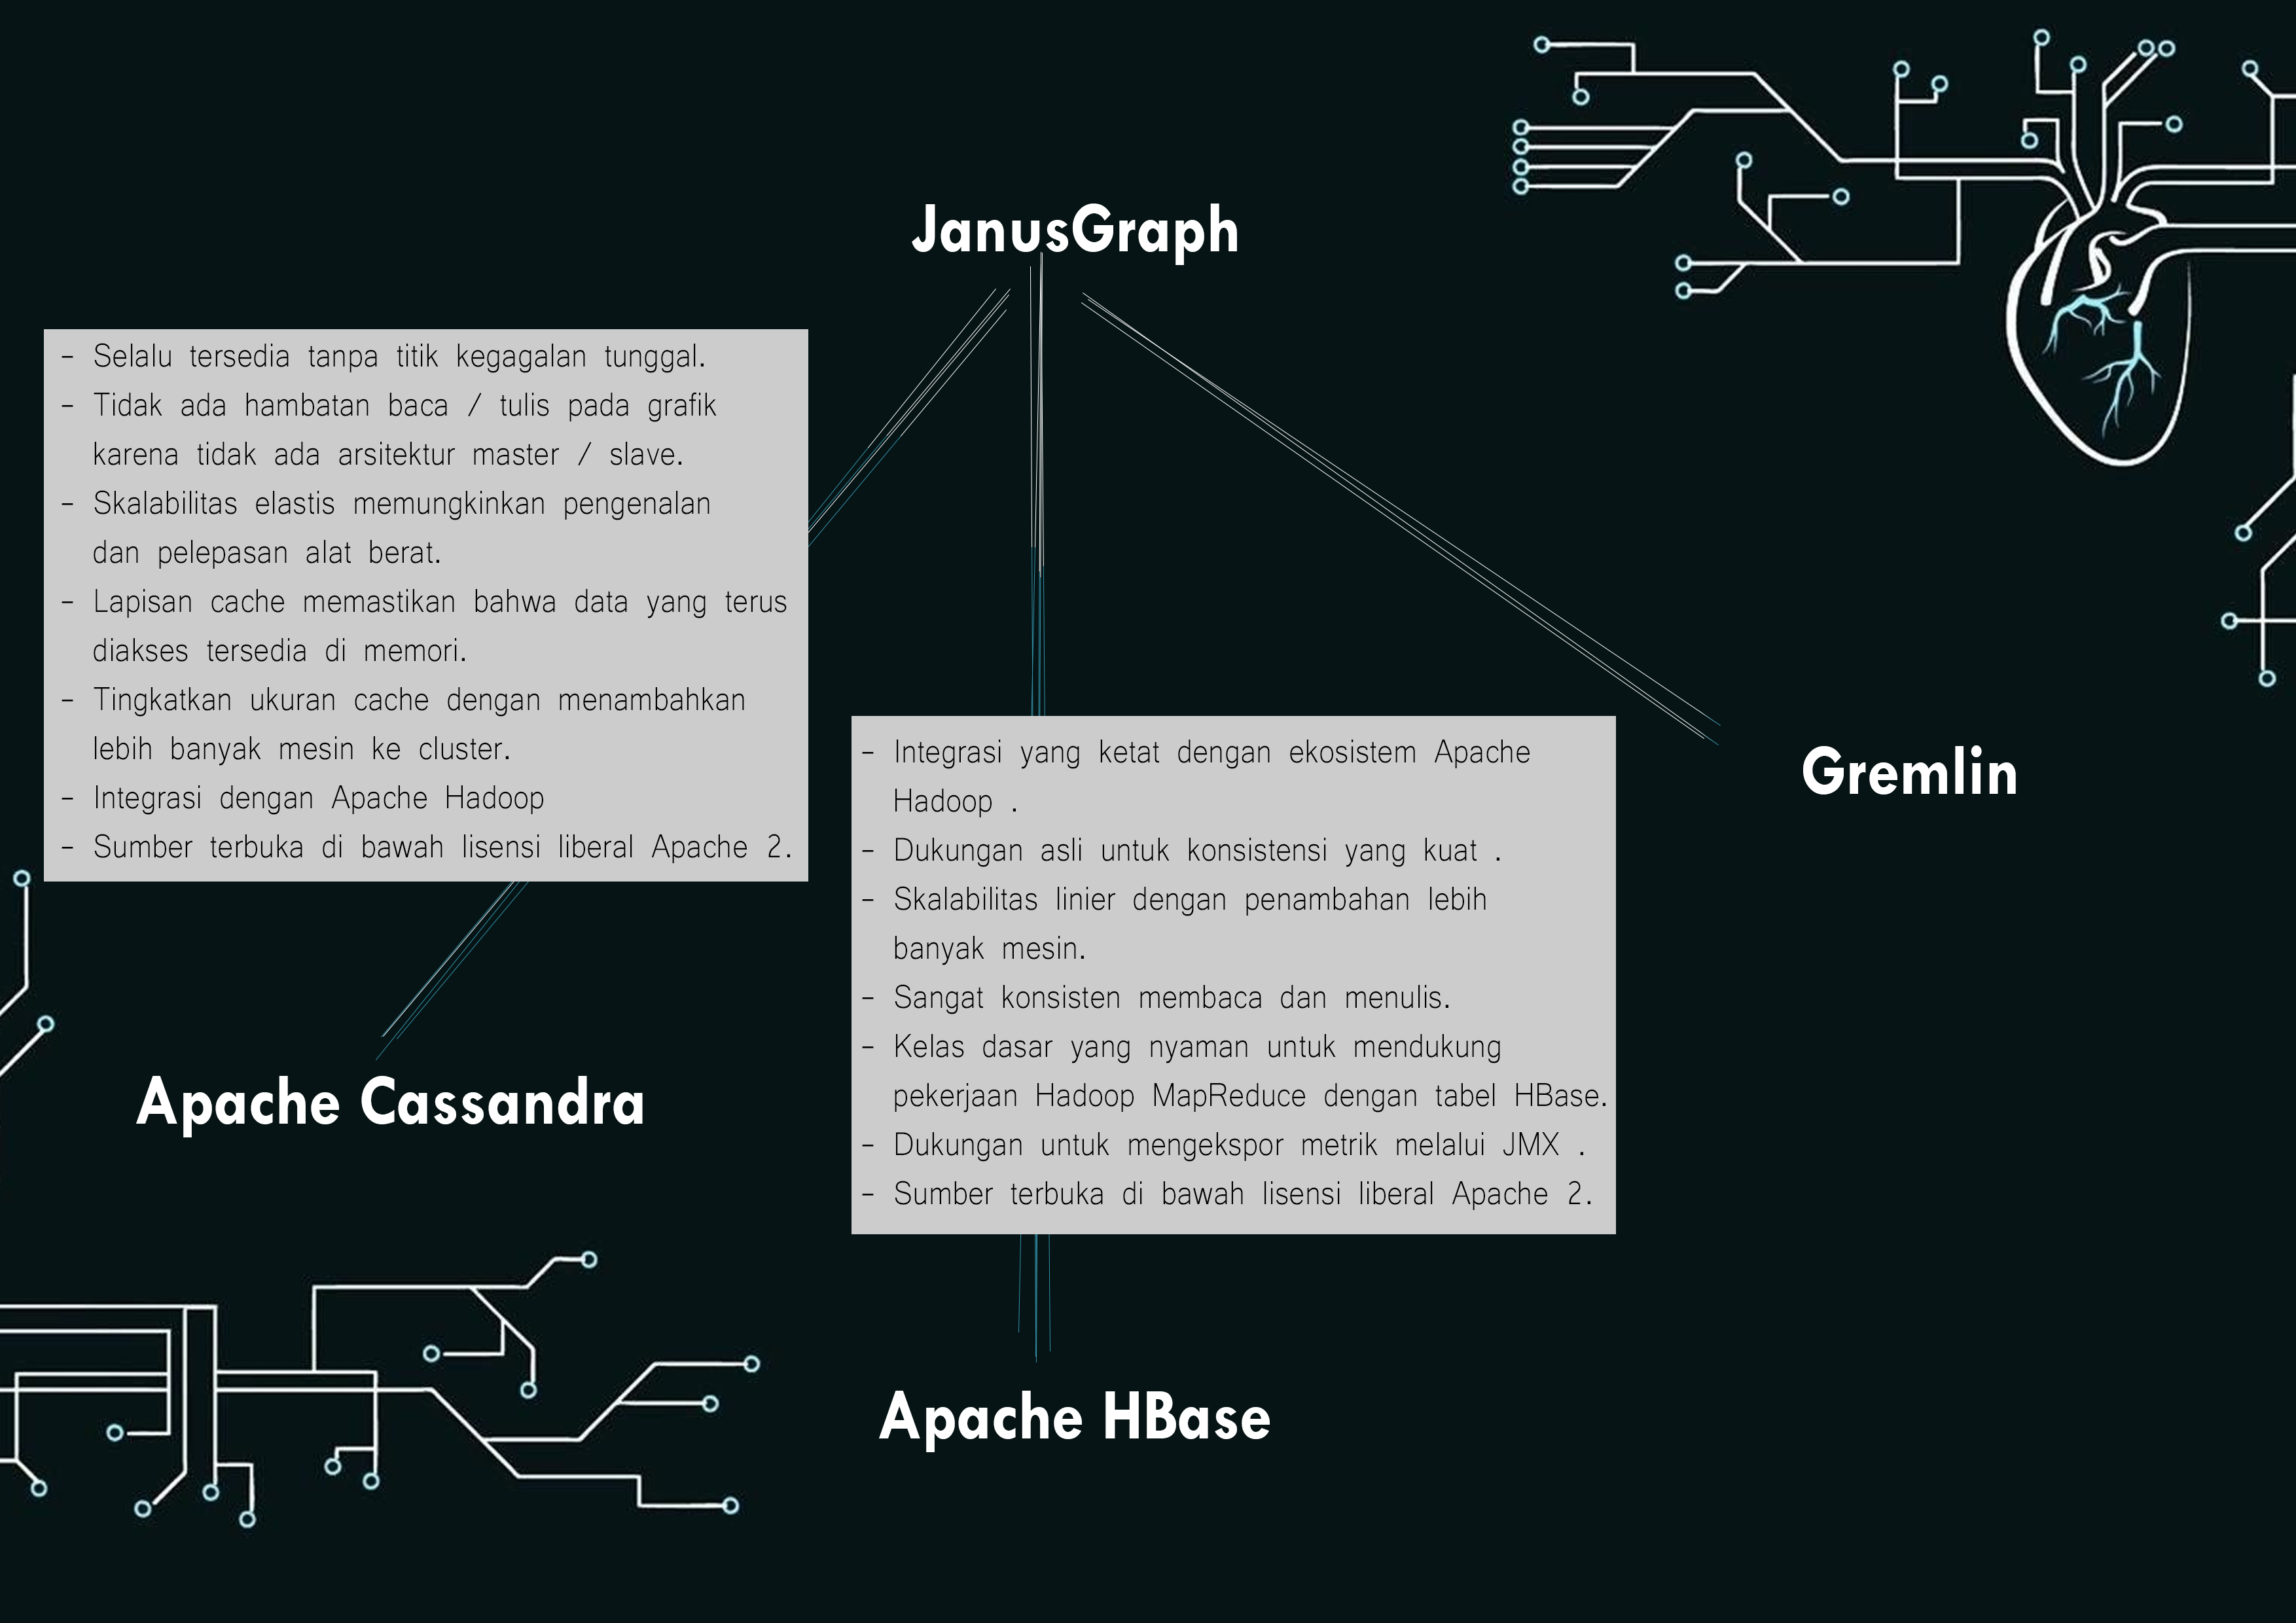 JanusGraph
- Selalu tersedia tanpa titik kegagalan tunggal.
- Tidak ada hambatan baca / tulis pada grafik
karena tidak ada arsitektur master / slave.
- Skalabilitas elastis memungkinkan pengenalan
dan pelepasan alat berat.
- Lapisan cache memastikan bahwa data yang terus
diakses tersedia di memori.
- Tingkatkan ukuran cache dengan menambahkan
lebih banyak mesin ke cluster.
- Integrasi dengan Apache Hadoop
- Sumber terbuka di bawah lisensi liberal Apache 2.
Apache Cassandra
- Integrasi yang ketat dengan ekosistem Apache
Hadoop .
- Dukungan asli untuk konsistensi yang kuat .
- Skalabilitas linier dengan penambahan lebih
banyak mesin.
- Sangat konsisten membaca dan menulis.
- Kelas dasar yang nyaman untuk mendukung
pekerjaan Hadoop MapReduce dengan tabel HBase.
- Dukungan untuk mengekspor metrik melalui JMX .
- Sumber terbuka di bawah lisensi liberal Apache 2.
Apache HBase
Gremlin